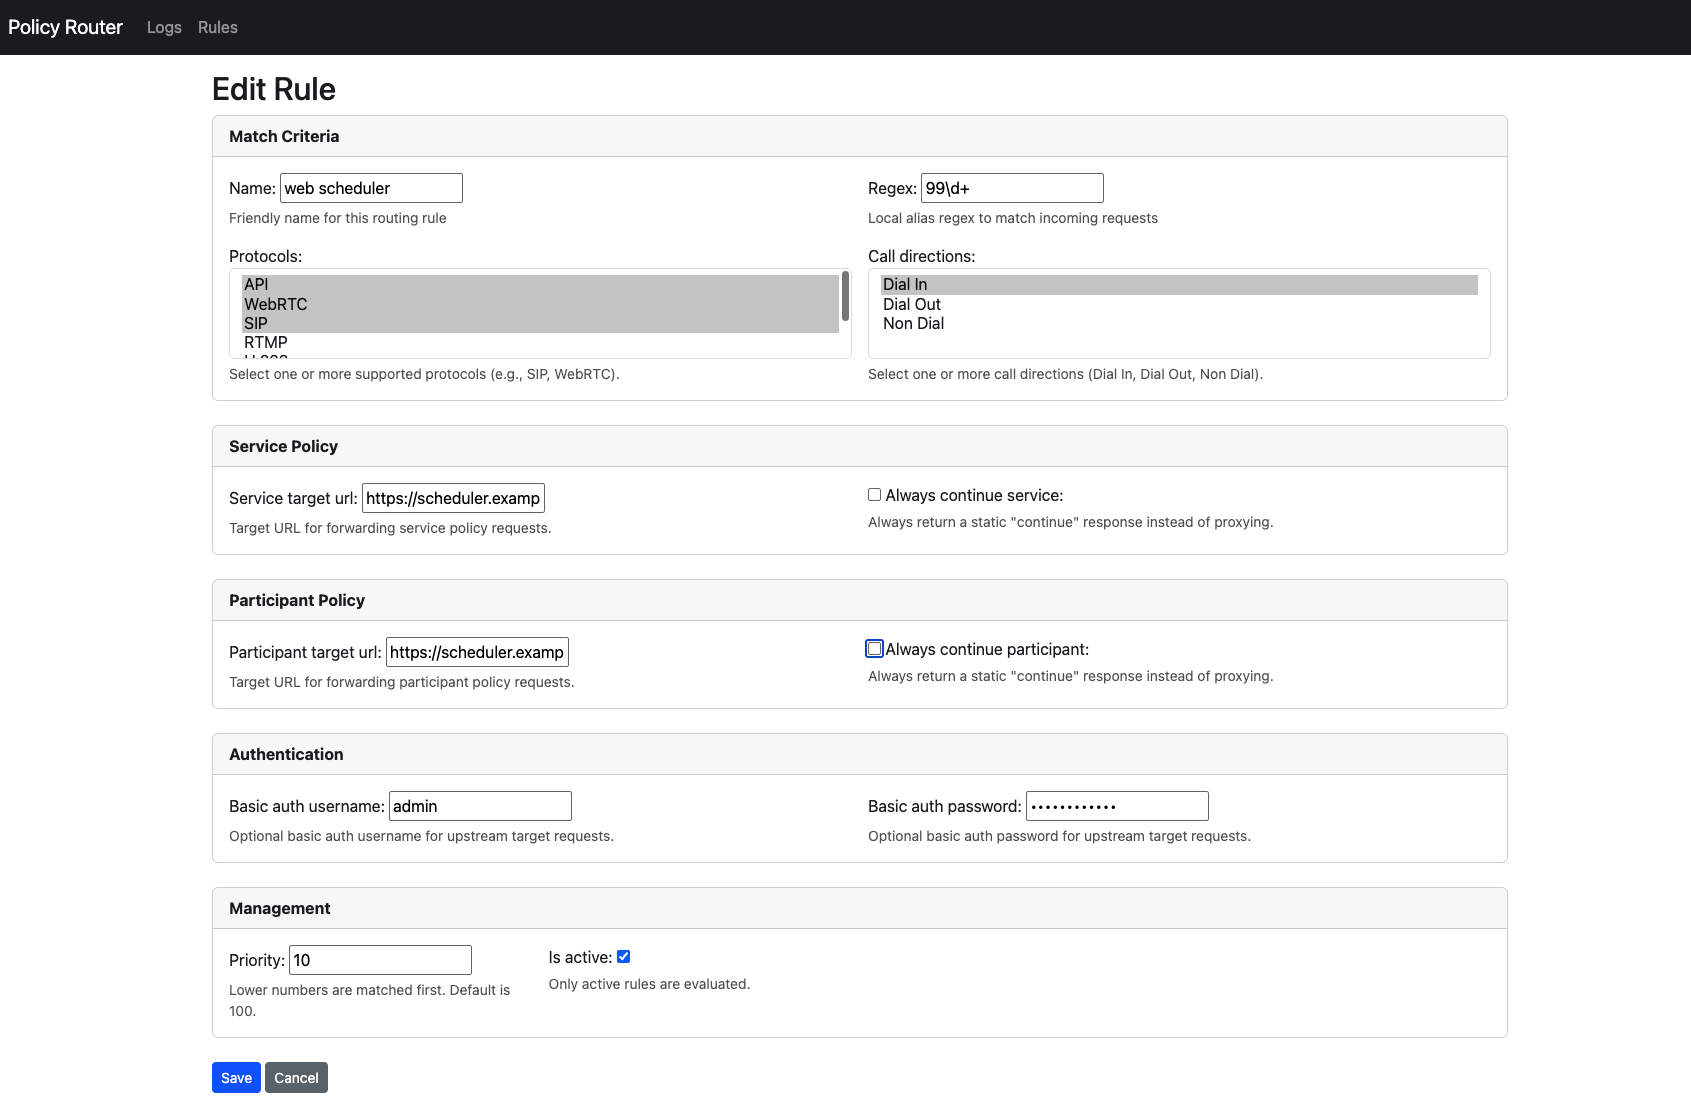 Policy Router Logs Rules
Edit Rule
Match Criteria
Name: web scheduler
Friendly name for this routing rule
Regex: 99\d+
Local alias regex to match incoming requests
Protocols:
API
WebRTC
SIP
RTMP
Select one or more supported protocols (e.g., SIP, WebRTC).
Call directions:
Dial In
Dial Out
Non Dial
Select one or more call directions (Dial In, Dial Out, Non Dial).
Service Policy
Service target url: https://scheduler.examp
Target URL for forwarding service policy requests.
Always continue service:
Always return a static "continue" response instead of proxying.
Participant Policy
Participant target url: https://scheduler.examp
Target URL for forwarding participant policy requests.
Always continue participant:
Always return a static "continue" response instead of proxying.
Authentication
Basic auth username: admin
Optional basic auth username for upstream target requests.
Basic auth password: ••••••••••••
Optional basic auth password for upstream target requests.
Management
Priority: 10
Lower numbers are matched first. Default is
100.
Is active:
Only active rules are evaluated.
Save Cancel